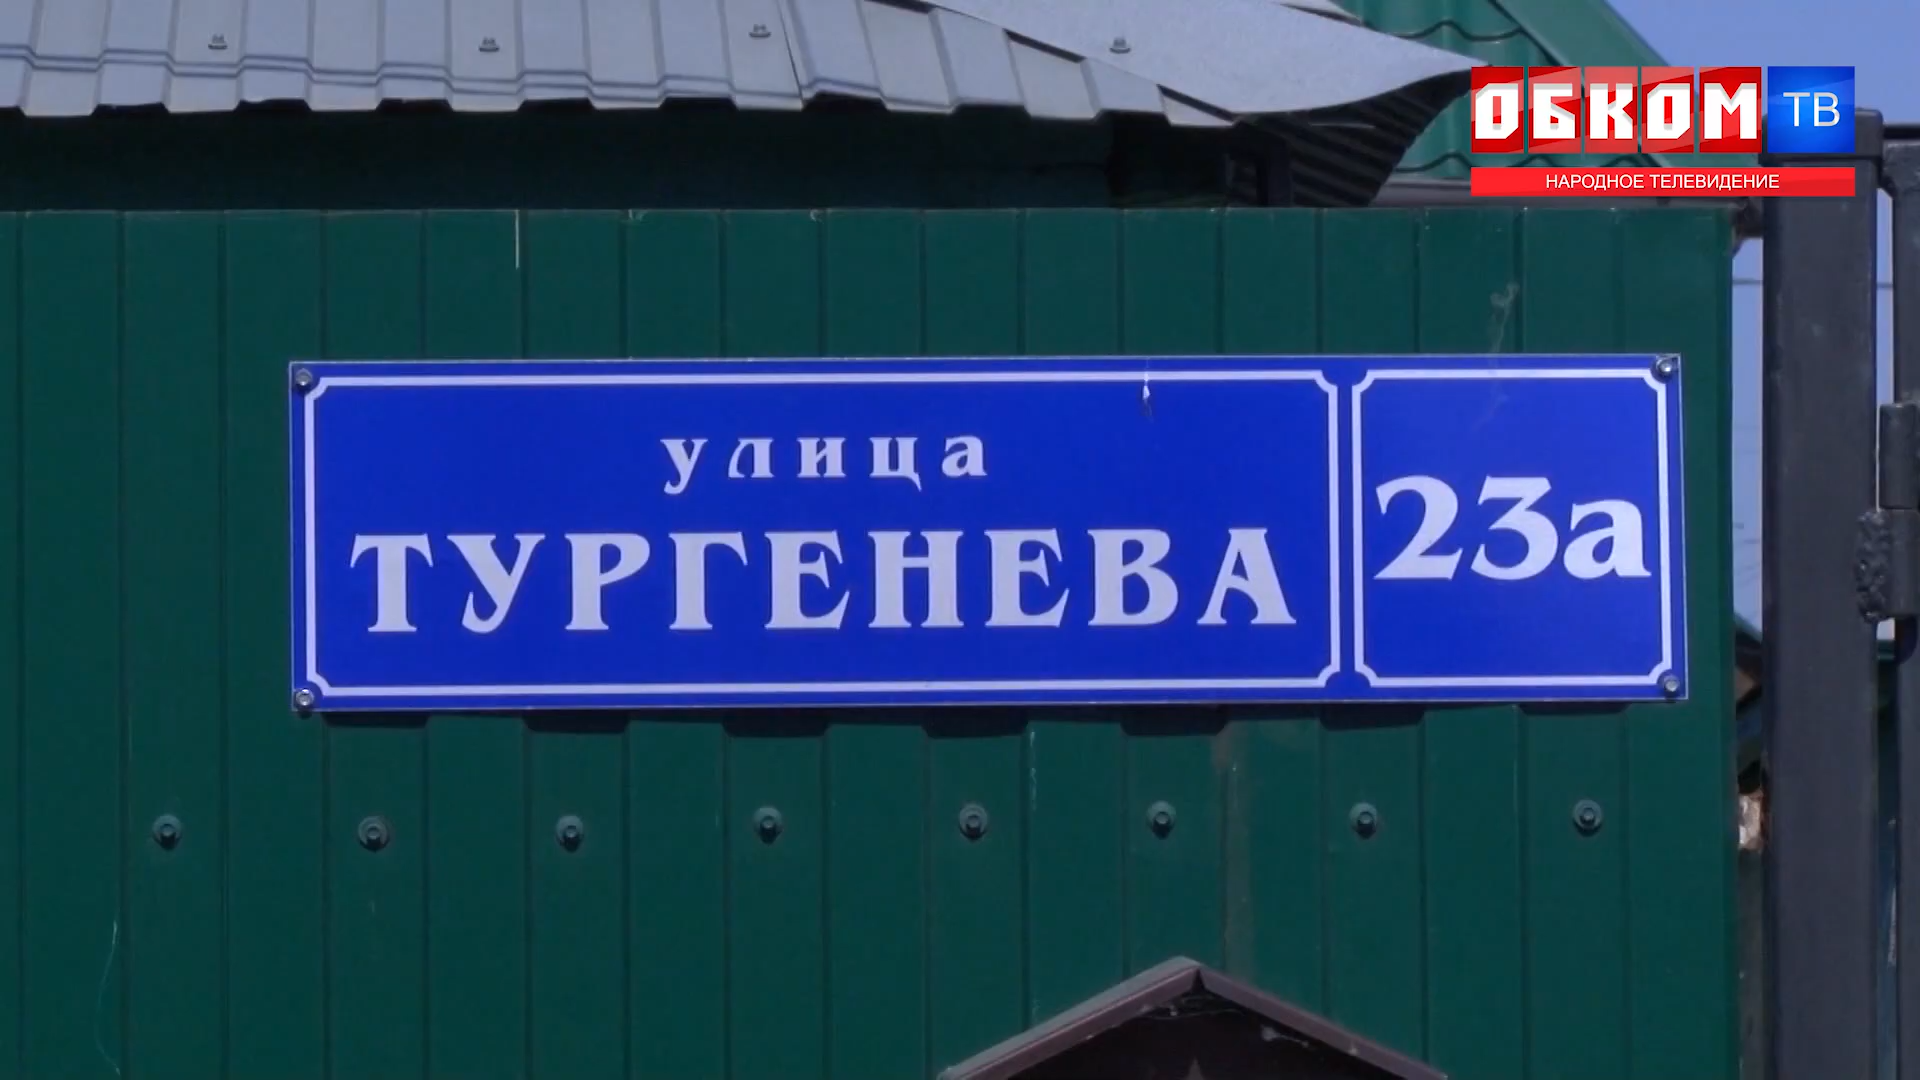 ОБКОМ ТВ
НАРОДНОЕ ТЕЛЕВИДЕНИЕ
улица
ТУРГЕНЕВА
23а